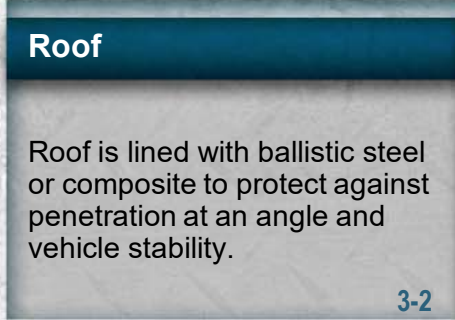 Roof
Roof is lined with ballistic steel
or composite to protect against
penetration at an angle and
vehicle stability.
3-2